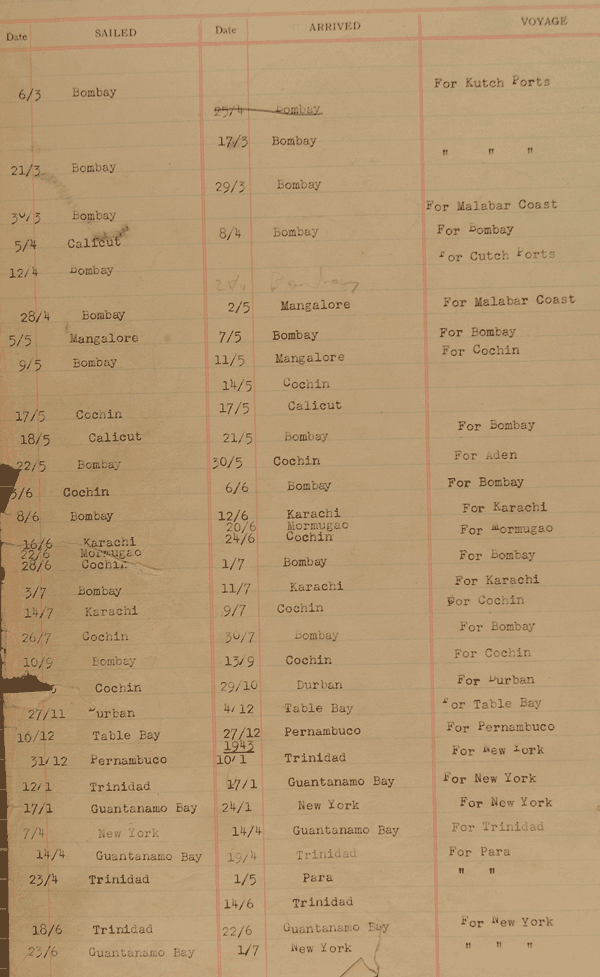 Date SAILED Date ARRIVED VOYAGE
6/3 Bombay For Kutch Ports
25/4 Bombay
17/3 Bombay " " "
21/3 Bombay
29/3 Bombay
30/3 Bombay For Malabar Coast
5/4 Calicut 8/4 Bombay For Bombay
12/4 Bombay For Cutch Ports
Bombay
28/4 Bombay 2/5 Mangalore For Malabar Coast
5/5 Mangalore 7/5 Bombay For Bombay
9/5 Bombay 11/5 Mangalore For Cochin
14/5 Cochin
17/5 Cochin 17/5 Calicut
18/5 Calicut 21/5 Bombay For Bombay
22/5 Bombay 30/5 Cochin For Aden
3/6 Cochin 6/6 Bombay For Bombay
8/6 Bombay 12/6 Karachi For Karachi
20/6 Mormugao For Mormugao
16/6 Karachi 24/6 Cochin
22/6 Mormugao
28/6 Cochin 1/7 Bombay For Bombay
3/7 Bombay 11/7 Karachi For Karachi
14/7 Karachi 9/7 Cochin For Cochin
26/7 Cochin 30/7 Bombay For Bombay
10/9 Bombay 13/9 Cochin For Cochin
Cochin 29/10 Durban For Durban
27/11 Durban 4/12 Table Bay For Table Bay
16/12 Table Bay 27/12 Pernambuco For Pernambuco
1943
31/12 Pernambuco 10/1 Trinidad For New York
12/1 Trinidad 17/1 Guantanamo Bay For New York
17/1 Guantanamo Bay 24/1 New York For New York
7/4 New York 14/4 Guantanamo Bay For Trinidad
14/4 Guantanamo Bay 19/4 Trinidad For Para
23/4 Trinidad 1/5 Para " "
14/6 Trinidad
18/6 Trinidad 22/6 Guantanamo Bay For New York
23/6 Guantanamo Bay 1/7 New York " " "